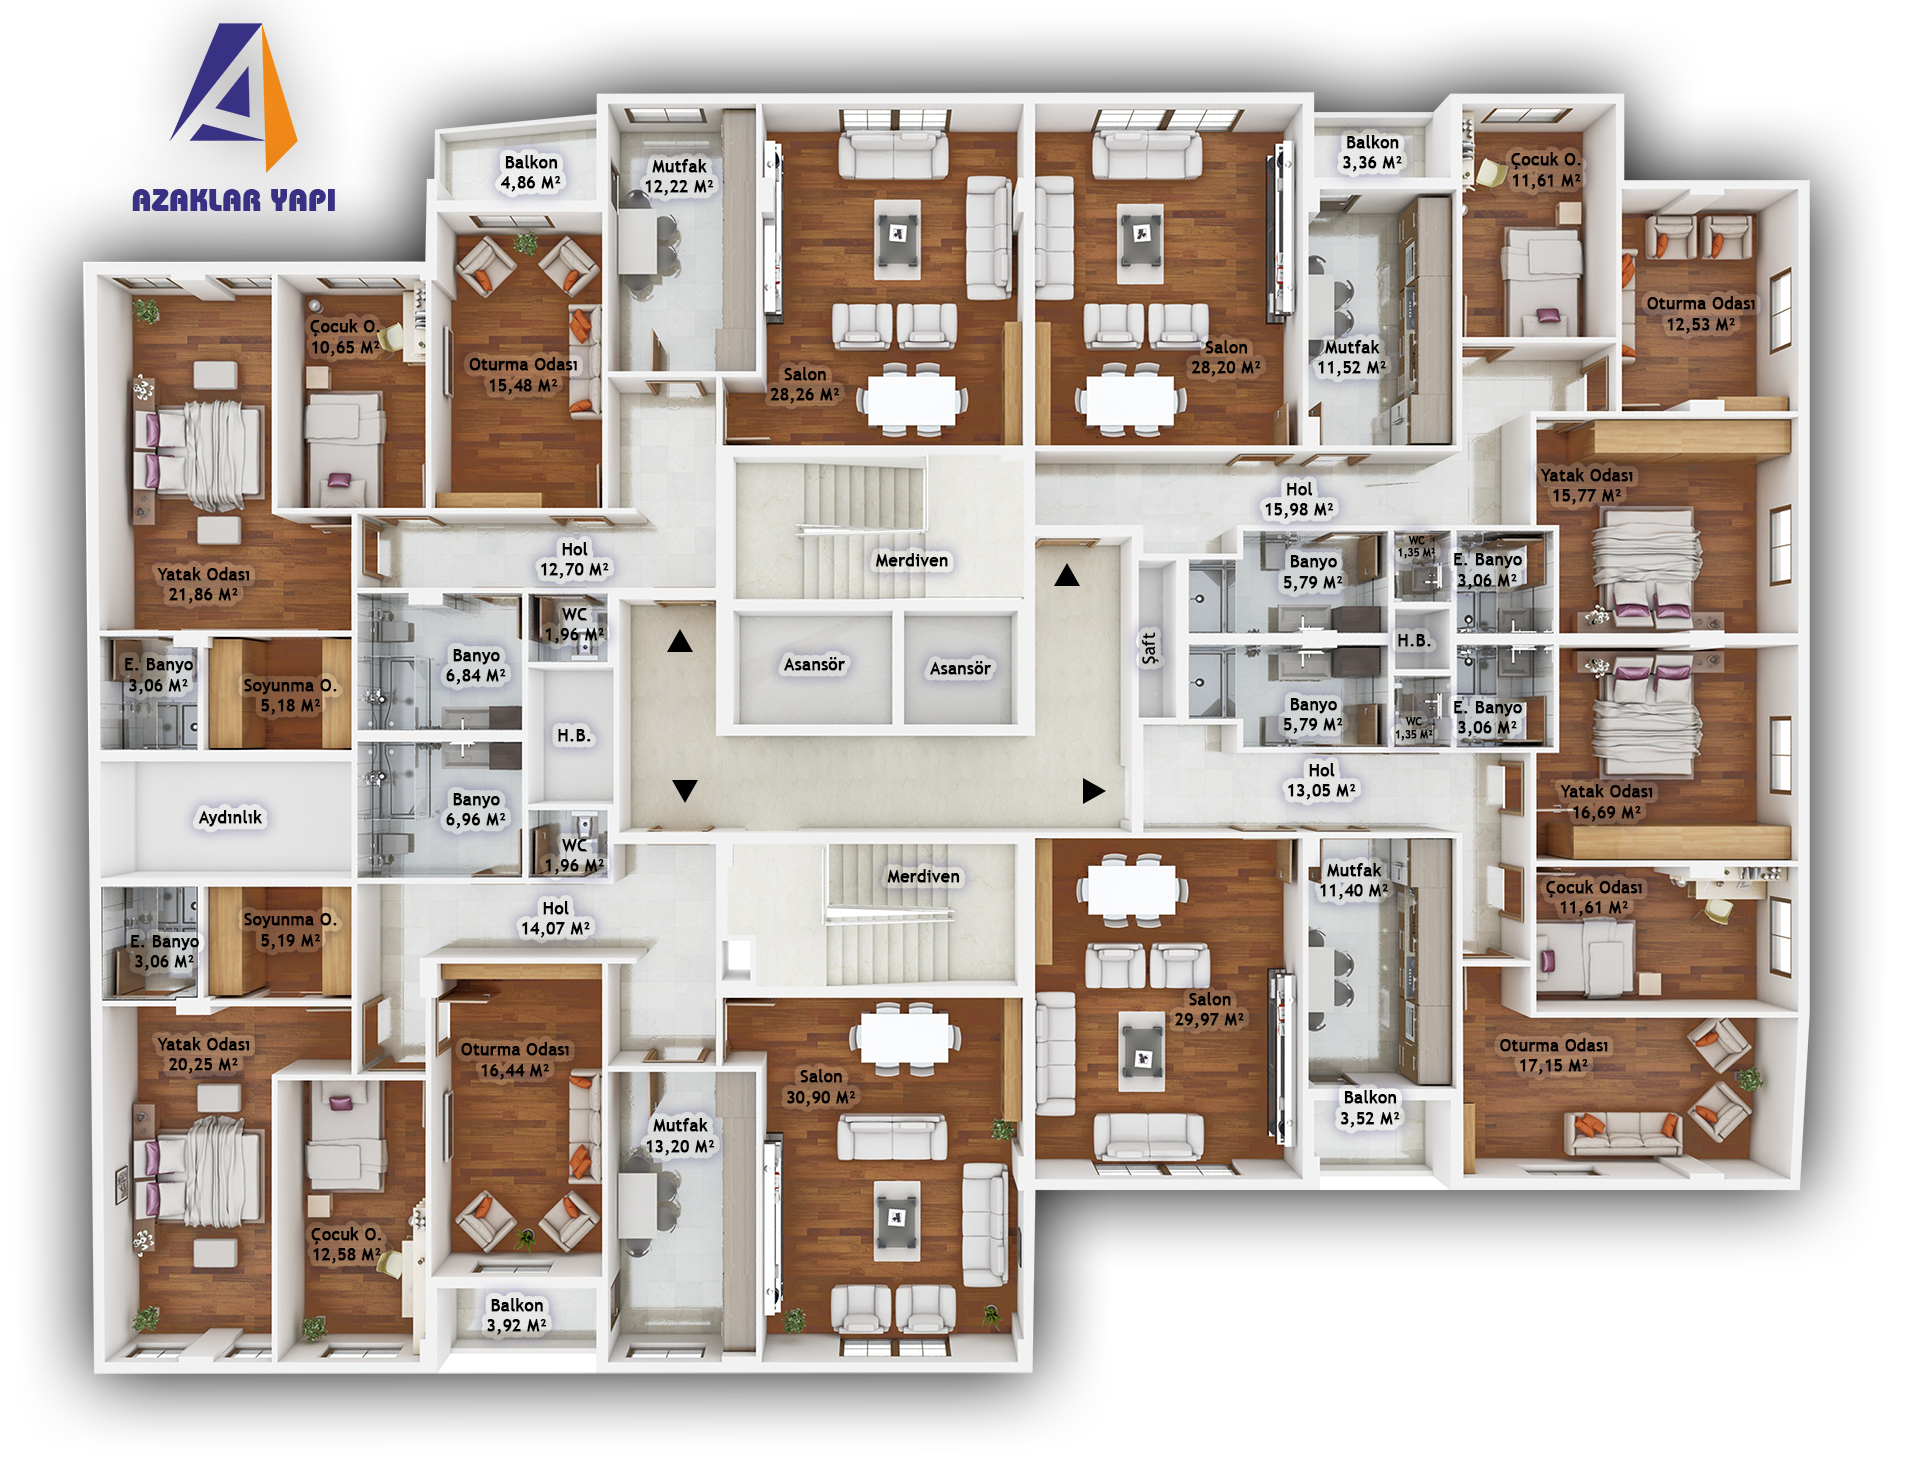 AZAKLAR YAPI
Balkon
4,86 M²
Mutfak
12,22 M²
Balkon
3,36 M²
Çocuk O.
11,61 M²
Çocuk O.
10,65 M²
Oturma Odası
15,48 M²
Salon
28,26 M²
Salon
28,20 M²
Mutfak
11,52 M²
Oturma Odası
12,53 M²
Yatak Odası
21,86 M²
Hol
12,70 M²
Merdiven
Hol
15,98 M²
Yatak Odası
15,77 M²
WC
1,96 M²
Banyo
5,79 M²
WC
1,35 M²
E. Banyo
3,06 M²
E. Banyo
3,06 M²
Soyunma O.
5,18 M²
Banyo
6,84 M²
H.B.
Asansör
Asansör
Şaft
H.B.
Banyo
5,79 M²
WC
1,35 M²
E. Banyo
3,06 M²
Aydınlık
Banyo
6,96 M²
WC
1,96 M²
Hol
13,05 M²
Yatak Odası
16,69 M²
Merdiven
E. Banyo
3,06 M²
Soyunma O.
5,19 M²
Hol
14,07 M²
Mutfak
11,40 M²
Çocuk Odası
11,61 M²
Yatak Odası
20,25 M²
Oturma Odası
16,44 M²
Salon
30,90 M²
Salon
29,97 M²
Oturma Odası
17,15 M²
Mutfak
13,20 M²
Balkon
3,52 M²
Çocuk O.
12,58 M²
Balkon
3,92 M²